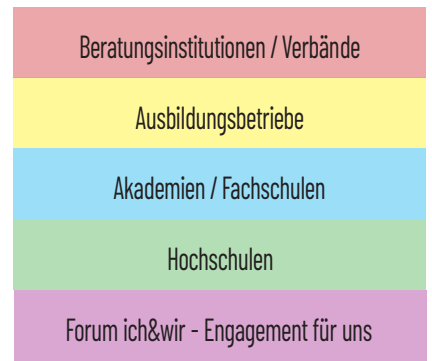 Beratungsinstitutionen / Verbände
Ausbildungsbetriebe
Akademien / Fachschulen
Hochschulen
Forum ich&wir - Engagement für uns